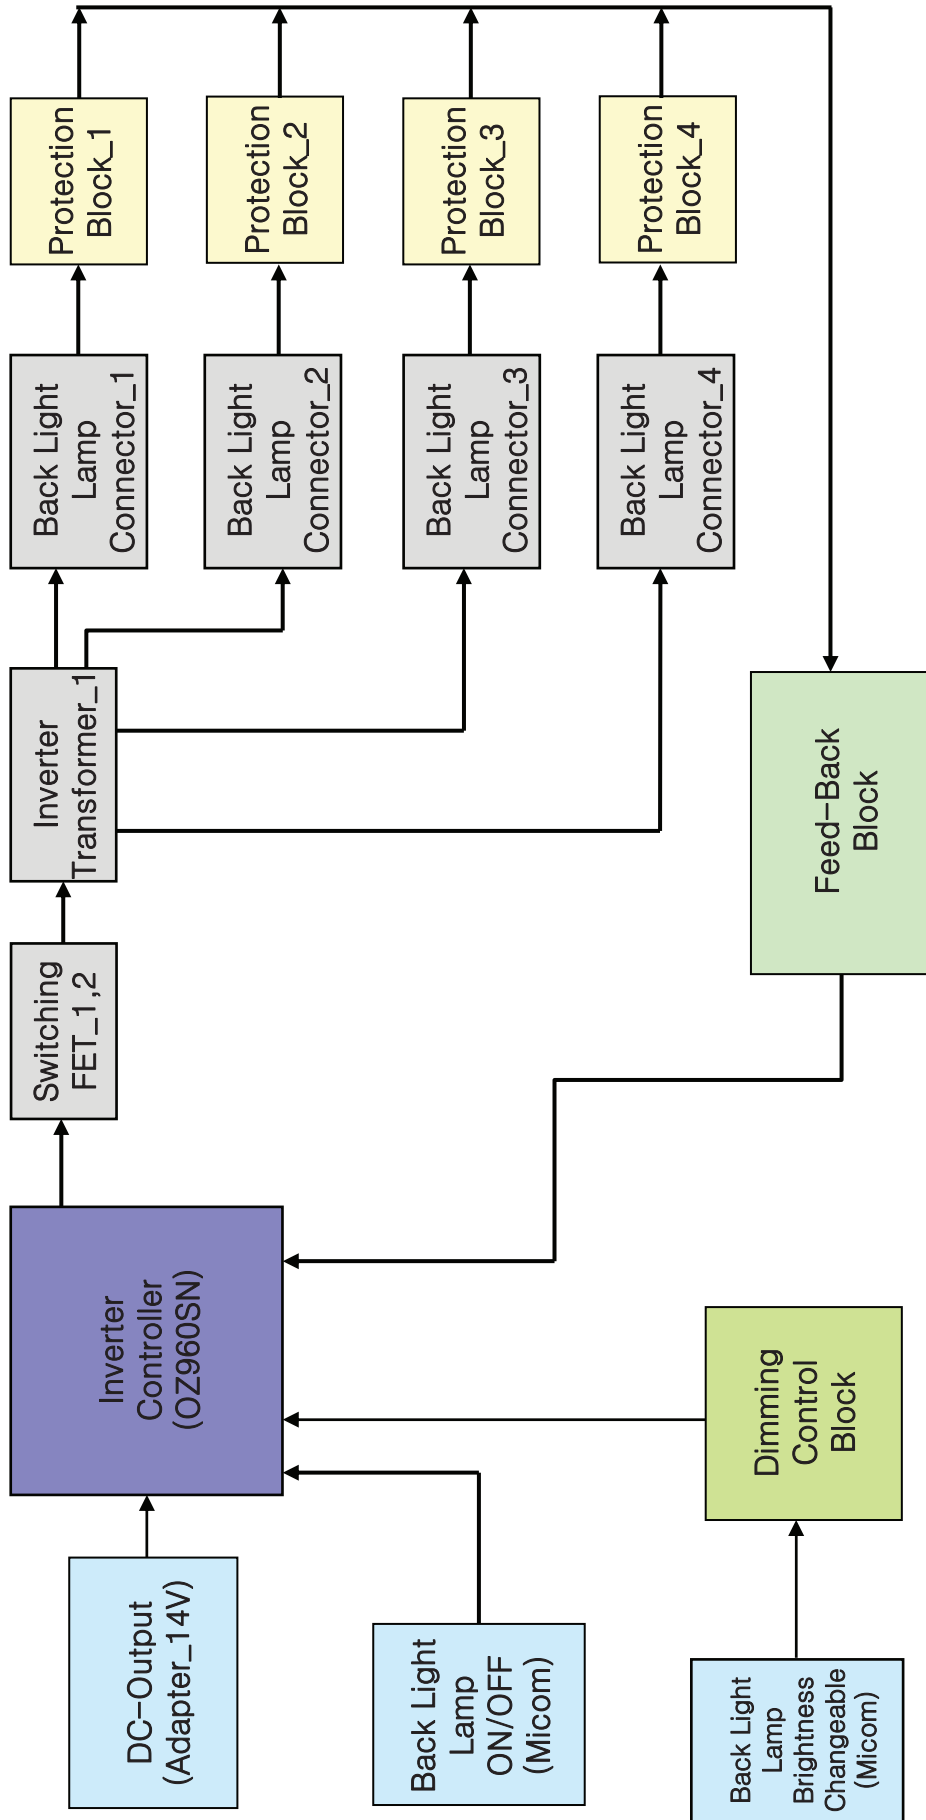 DC-Output
(Adapter_14V)
Back Light
Lamp
ON/OFF
(Micom)
Back Light
Lamp
Brightness
Changeable
(Micom)
Inverter
Controller
(OZ960SN)
Dimming
Control
Block
Switching
FET_1,2
Inverter
Transformer_1
Feed-Back
Block
Back Light
Lamp
Connector_1
Back Light
Lamp
Connector_2
Back Light
Lamp
Connector_3
Back Light
Lamp
Connector_4
Protection
Block_1
Protection
Block_2
Protection
Block_3
Protection
Block_4